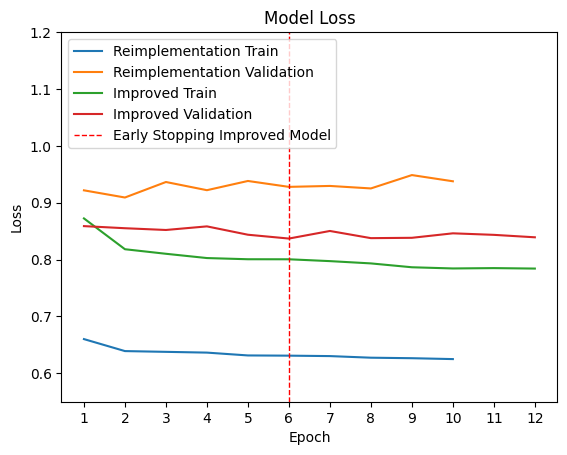 Model Loss
1.2
1.1
1.0
0.9
0.8
0.7
0.6
Loss
Reimplementation Train
Reimplementation Validation
Improved Train
Improved Validation
Early Stopping Improved Model
1 2 3 4 5 6 7 8 9 10 11 12
Epoch